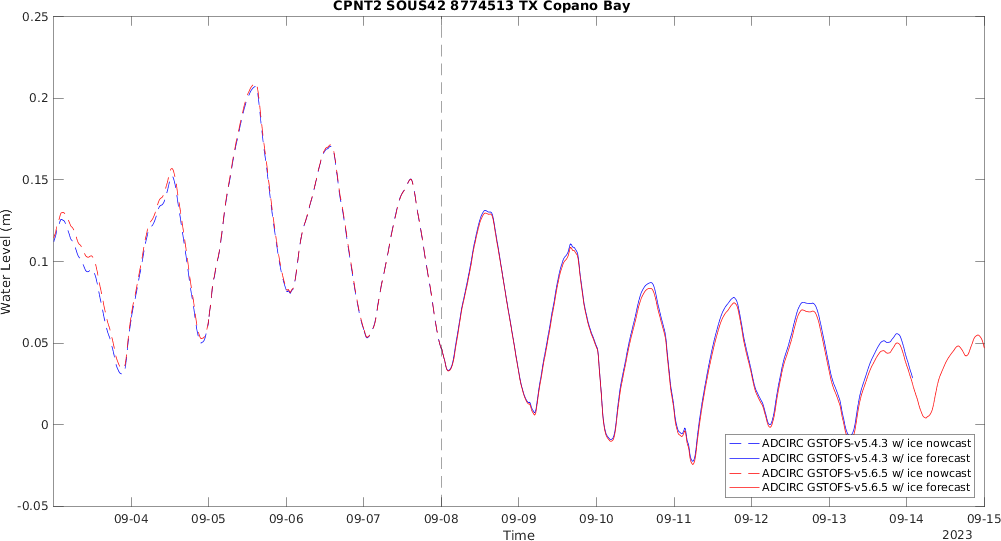 CPNT2 SOUS42 8774513 TX Copano Bay
0.25
0.2
0.15
0.1
0.05
0
-0.05
Water Level (m)
ADCIRC GSTOFS-v5.4.3 w/ ice nowcast
ADCIRC GSTOFS-v5.4.3 w/ ice forecast
ADCIRC GSTOFS-v5.6.5 w/ ice nowcast
ADCIRC GSTOFS-v5.6.5 w/ ice forecast
09-04 09-05 09-06 09-07 09-08 09-09 09-10 09-11 09-12 09-13 09-14 09-15
Time 2023